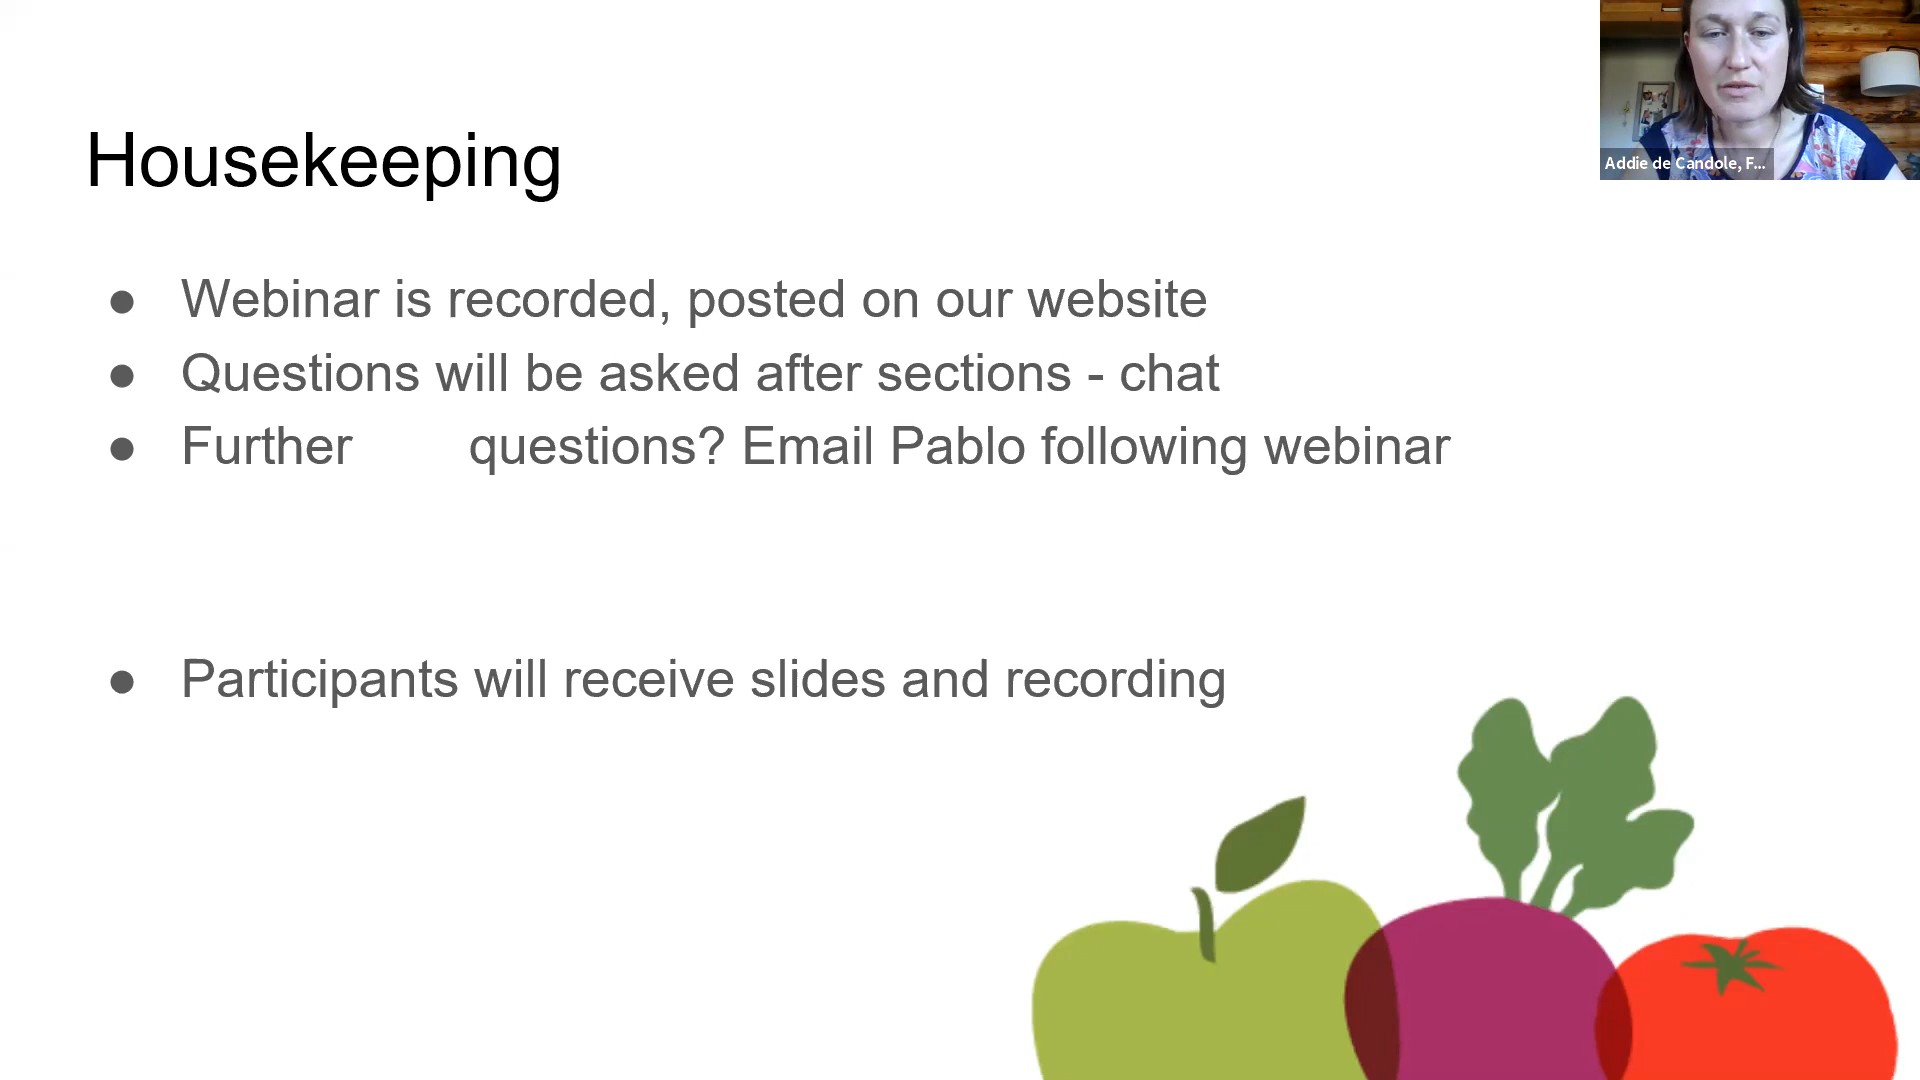 Housekeeping
● Webinar is recorded, posted on our website
● Questions will be asked after sections - chat
● Further questions? Email Pablo following webinar
● Participants will receive slides and recording
Addie de Candole, F...